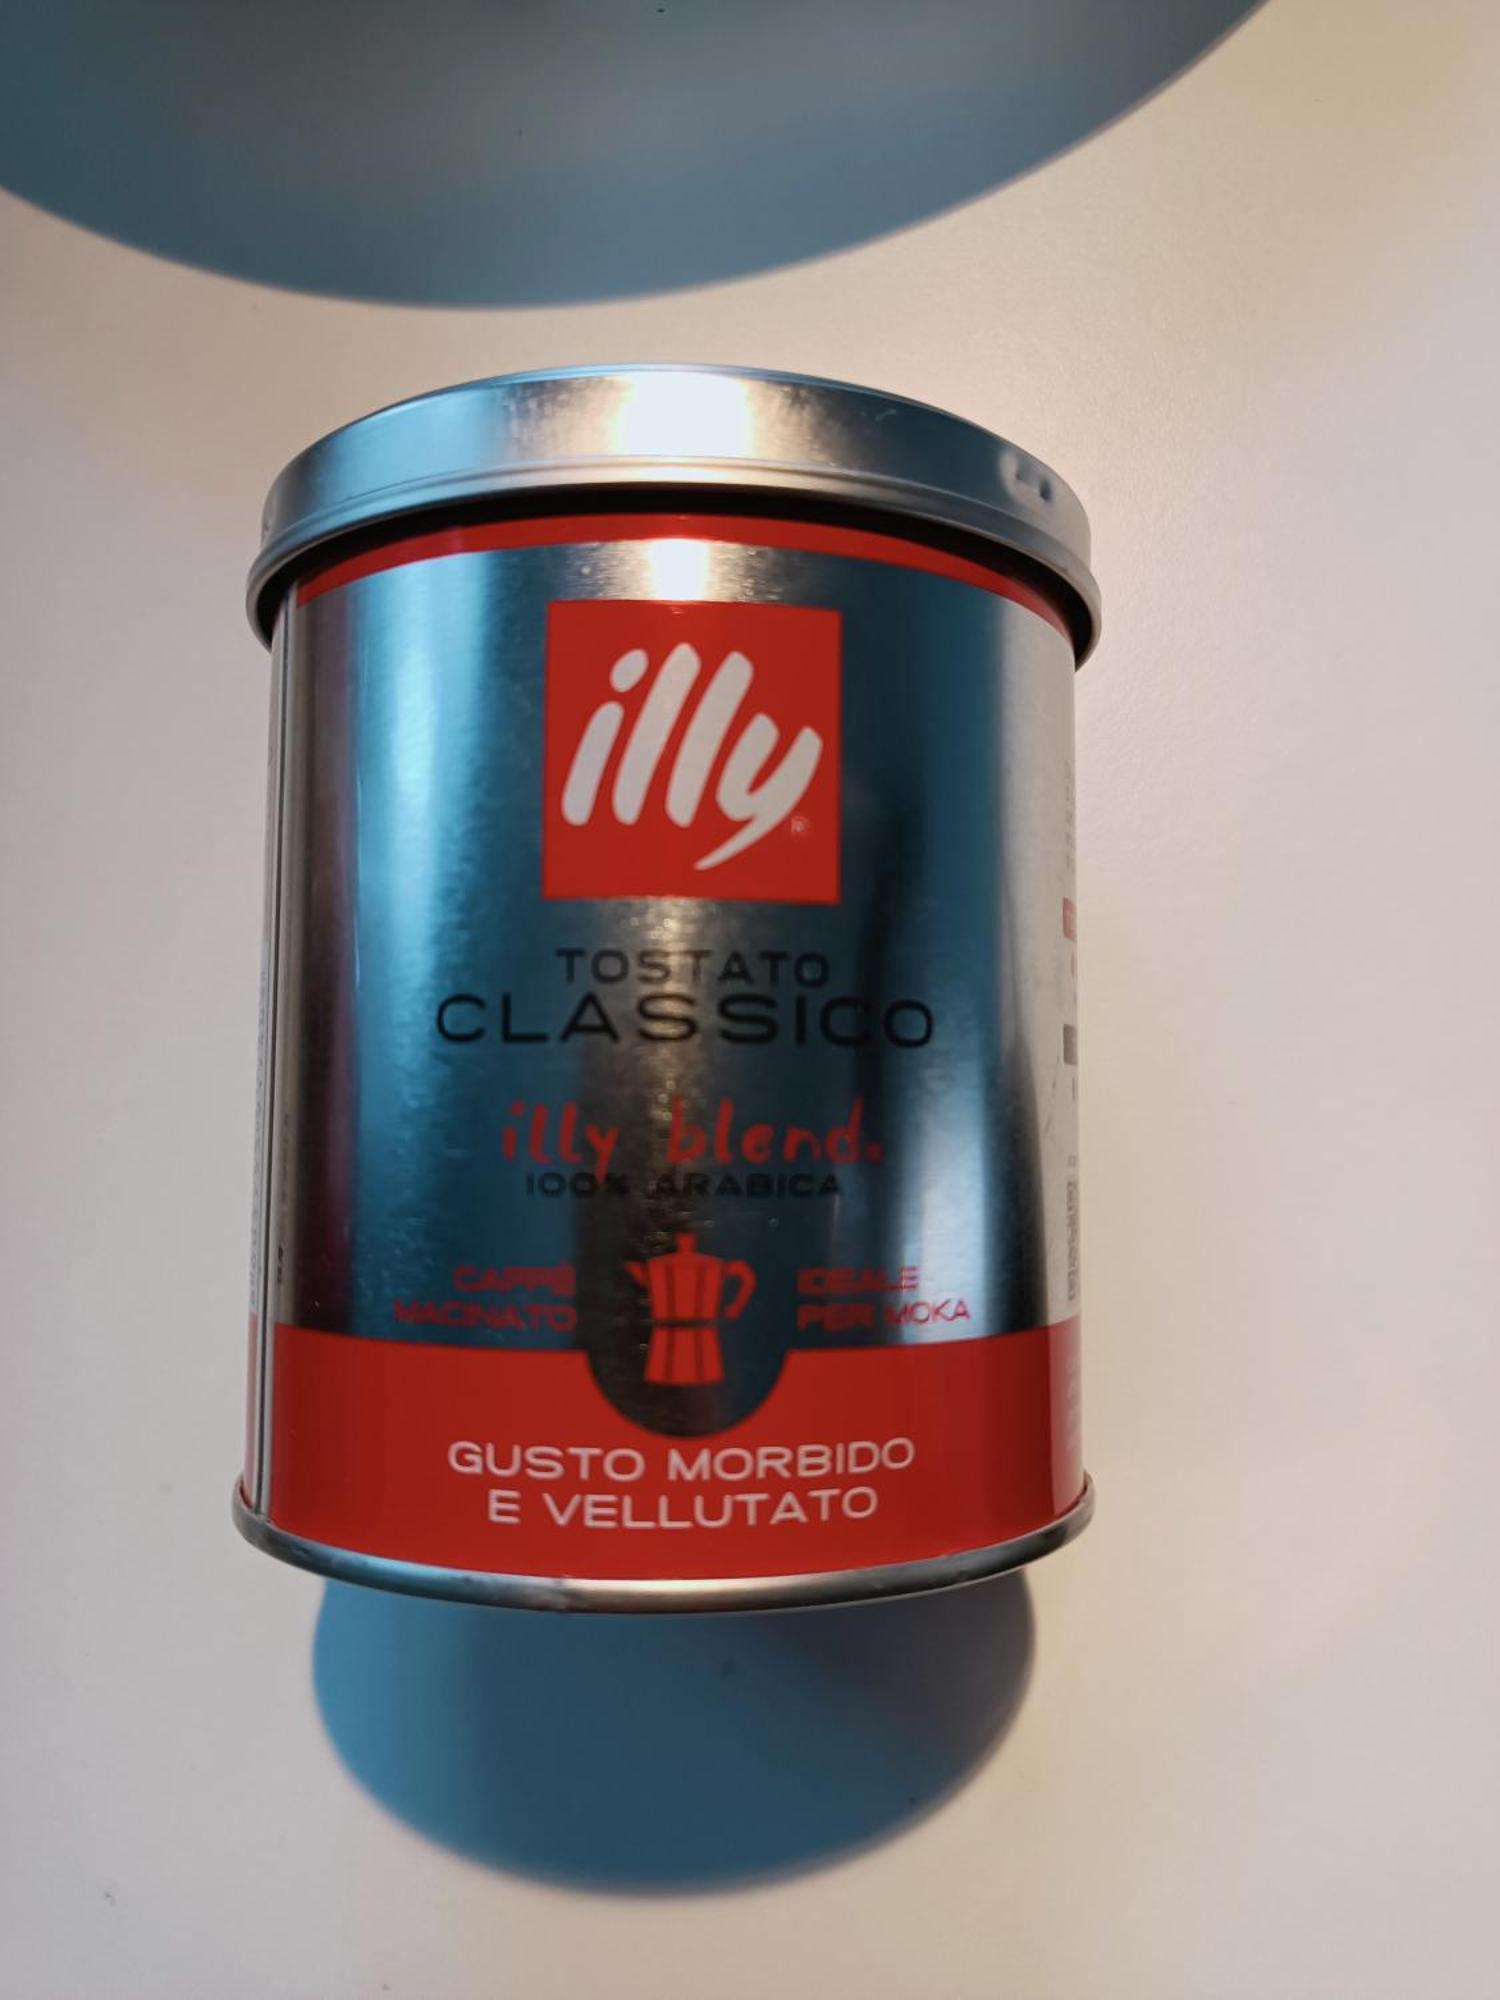 illy®
TOSTATO
CLASSICO
illy blend.
100% ARABICA
CAFFÈ
MACINATO
IDEALE
PER MOKA
GUSTO MORBIDO
E VELLUTATO